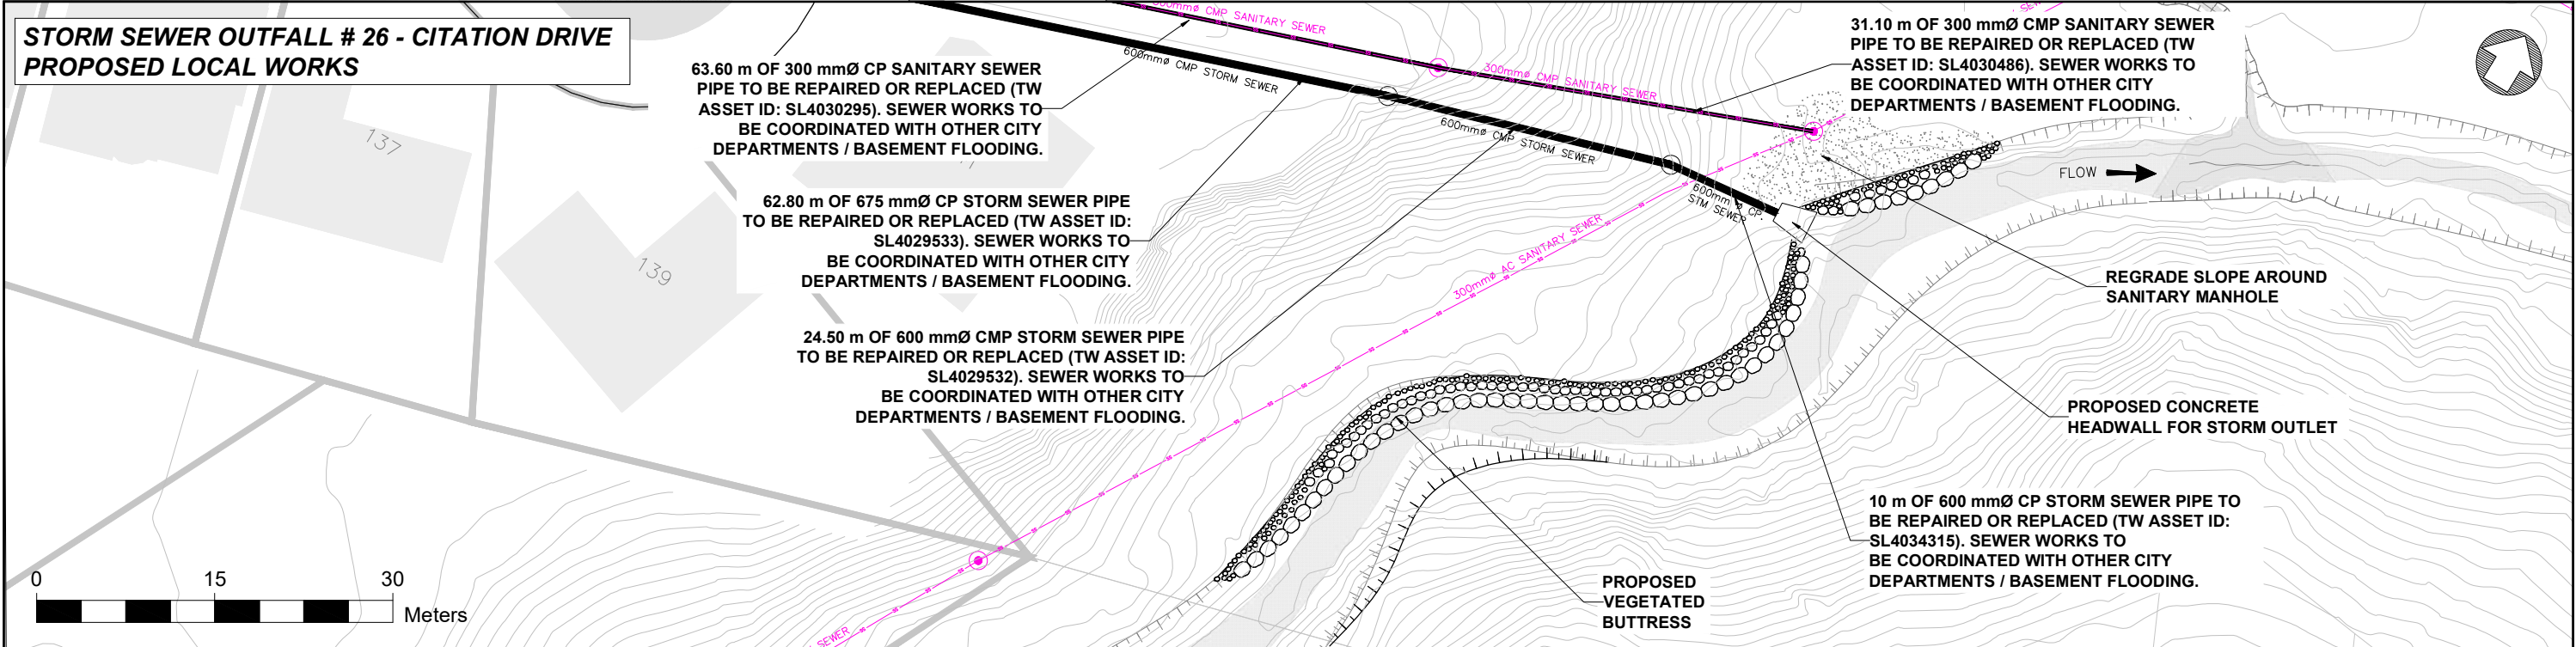 STORM SEWER OUTFALL # 26 - CITATION DRIVE
PROPOSED LOCAL WORKS
63.60 m OF 300 mmØ CP SANITARY SEWER
PIPE TO BE REPAIRED OR REPLACED (TW
ASSET ID: SL4030295). SEWER WORKS TO
BE COORDINATED WITH OTHER CITY
DEPARTMENTS / BASEMENT FLOODING.
62.80 m OF 675 mmØ CP STORM SEWER PIPE
TO BE REPAIRED OR REPLACED (TW ASSET ID:
SL4029533). SEWER WORKS TO
BE COORDINATED WITH OTHER CITY
DEPARTMENTS / BASEMENT FLOODING.
24.50 m OF 600 mmØ CMP STORM SEWER PIPE
TO BE REPAIRED OR REPLACED (TW ASSET ID:
SL4029532). SEWER WORKS TO
BE COORDINATED WITH OTHER CITY
DEPARTMENTS / BASEMENT FLOODING.
31.10 m OF 300 mmØ CMP SANITARY SEWER
PIPE TO BE REPAIRED OR REPLACED (TW
ASSET ID: SL4030486). SEWER WORKS TO
BE COORDINATED WITH OTHER CITY
DEPARTMENTS / BASEMENT FLOODING.
300mmø CMP SANITARY SEWER
600mmø CMP STORM SEWER
300mmø CMP SANITARY SEWER
600mmø CMP STORM SEWER
600mm ø CP.
STM SEWER
300mmø AC SANITARY SEWER
SEWER
137
139
FLOW
REGRADE SLOPE AROUND
SANITARY MANHOLE
PROPOSED CONCRETE
HEADWALL FOR STORM OUTLET
10 m OF 600 mmØ CP STORM SEWER PIPE TO
BE REPAIRED OR REPLACED (TW ASSET ID:
SL4034315). SEWER WORKS TO
BE COORDINATED WITH OTHER CITY
DEPARTMENTS / BASEMENT FLOODING.
PROPOSED
VEGETATED
BUTTRESS
0 15 30
Meters